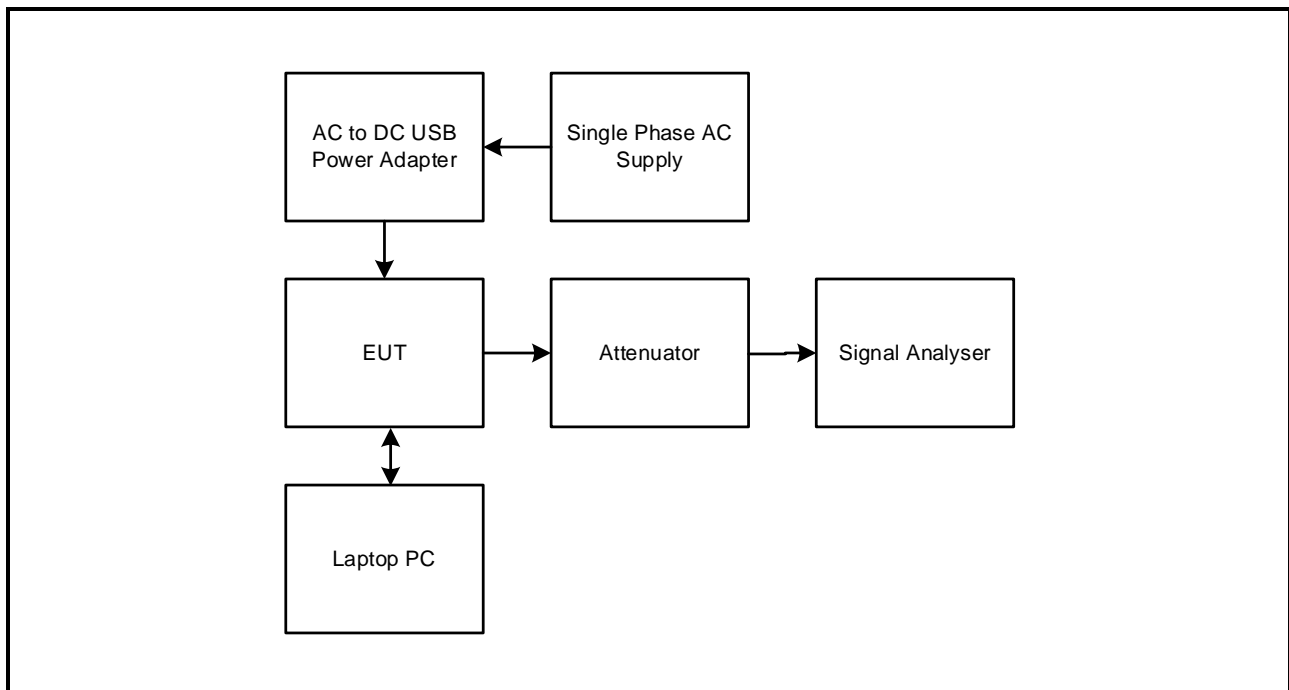 AC to DC USB
Power Adapter
Single Phase AC
Supply
EUT
Attenuator
Signal Analyser
Laptop PC